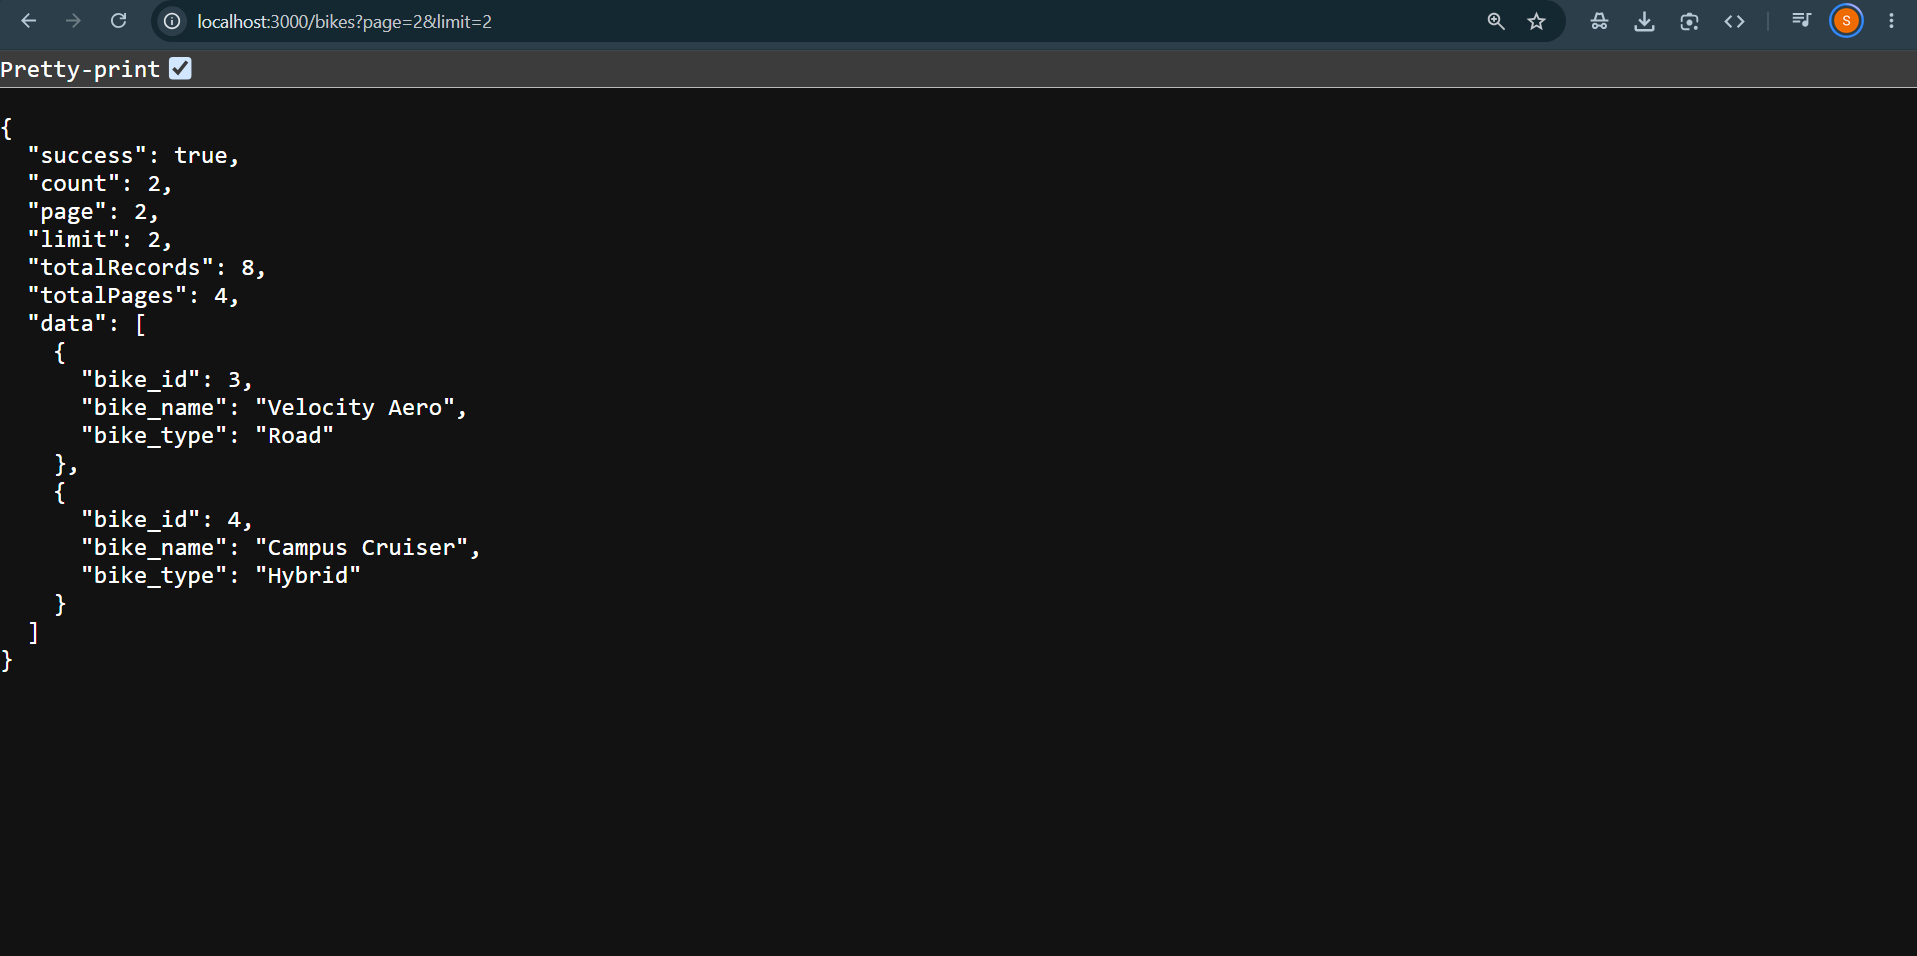 localhost:3000/bikes?page=2&limit=2
S
Pretty-print
{
  "success": true,
  "count": 2,
  "page": 2,
  "limit": 2,
  "totalRecords": 8,
  "totalPages": 4,
  "data": [
    {
      "bike_id": 3,
      "bike_name": "Velocity Aero",
      "bike_type": "Road"
    },
    {
      "bike_id": 4,
      "bike_name": "Campus Cruiser",
      "bike_type": "Hybrid"
    }
  ]
}